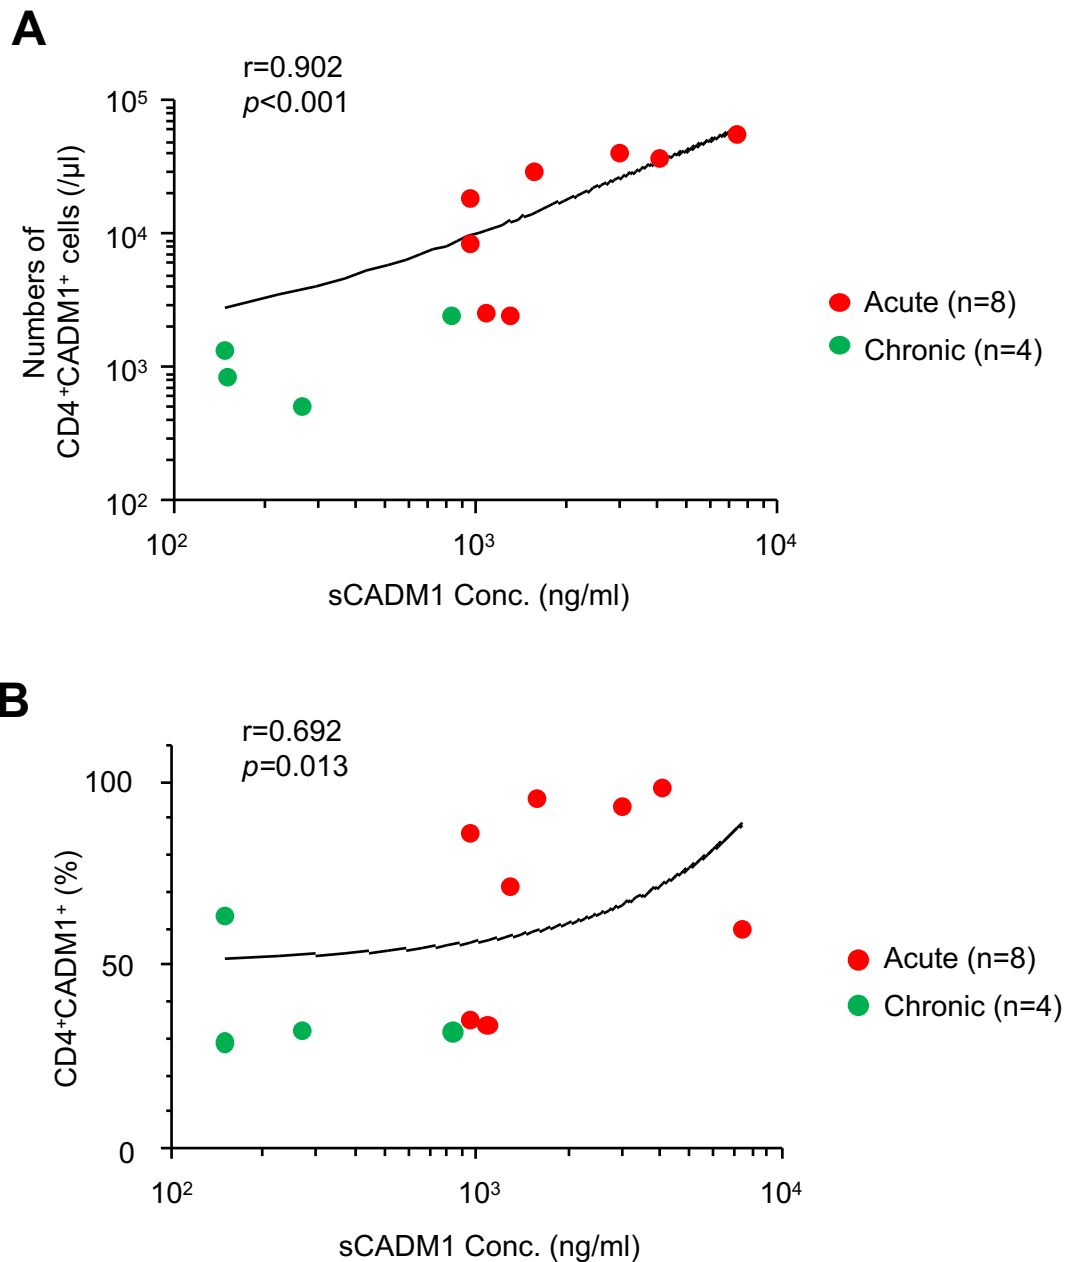 A
r=0.902
p<0.001
Numbers of
CD4⁺CADM1⁺ cells (/µl)
10⁵
10⁴
10³
10²
10²
10³
10⁴
sCADM1 Conc. (ng/ml)
Acute (n=8)
Chronic (n=4)
B
r=0.692
p=0.013
CD4⁺CADM1⁺ (%)
100
50
0
10²
10³
10⁴
sCADM1 Conc. (ng/ml)
Acute (n=8)
Chronic (n=4)